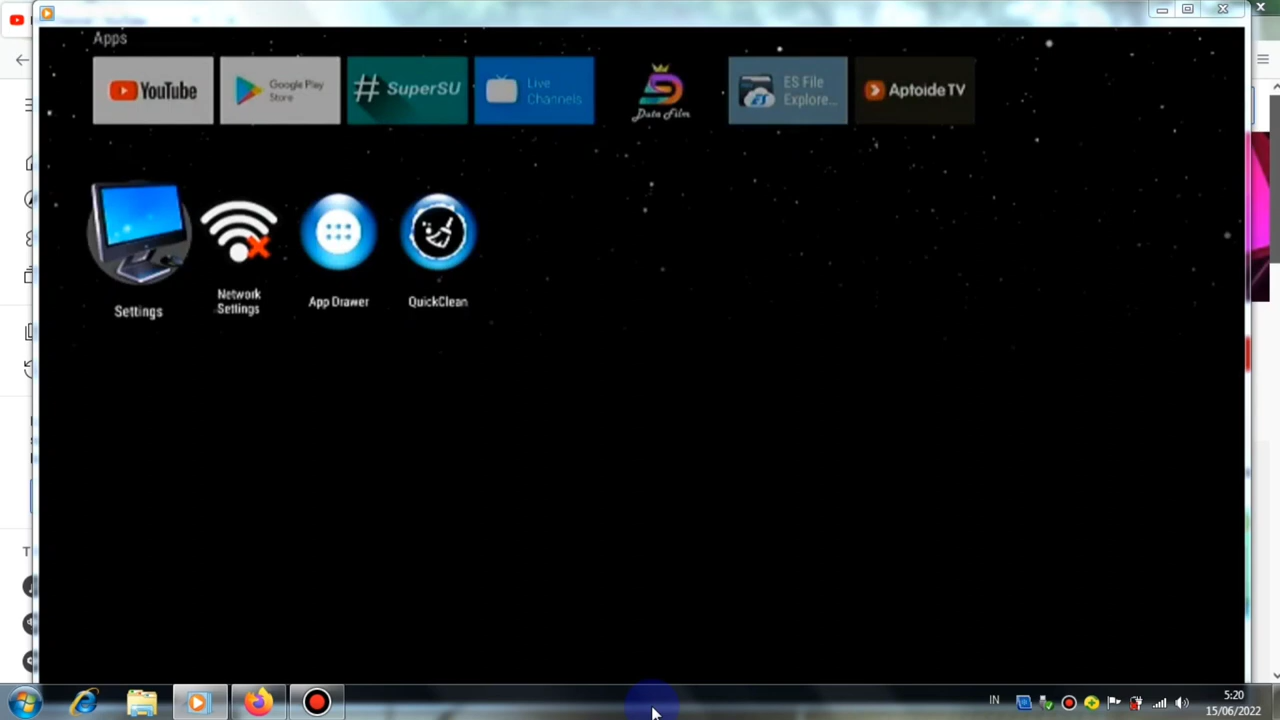 Apps
YouTube
Google Play
Store
# SuperSU
Live
Channels
Duta Film
ES File
Explore...
AptoideTV
Settings
Network
Settings
App Drawer
QuickClean
IN
5:20
15/06/2022